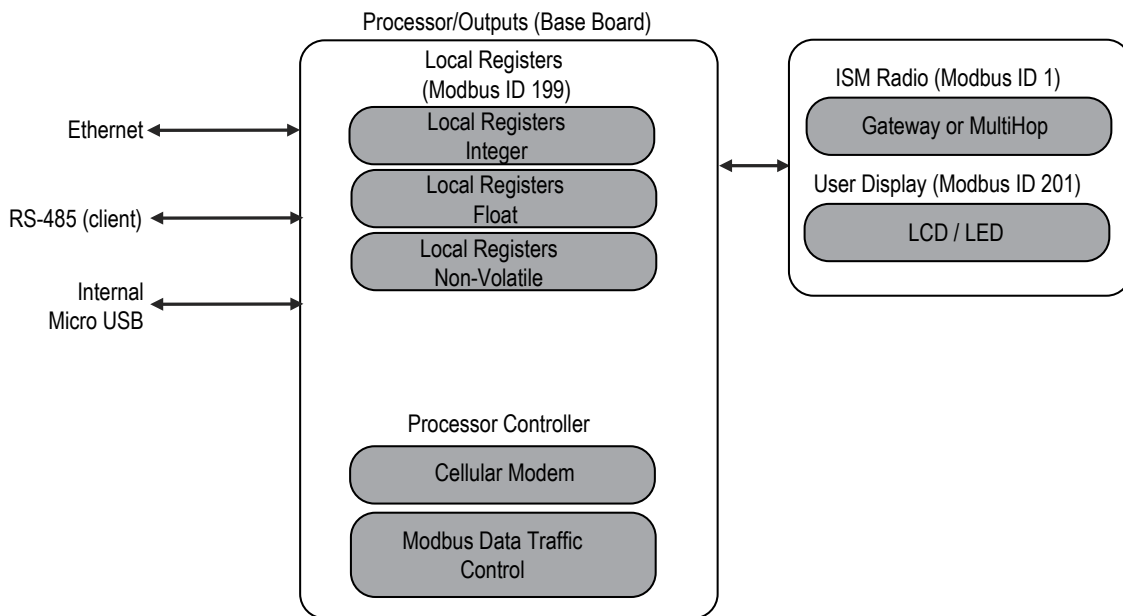 Processor/Outputs (Base Board)
Local Registers
(Modbus ID 199)
Local Registers
Integer
Local Registers
Float
Local Registers
Non-Volatile
Processor Controller
Cellular Modem
Modbus Data Traffic
Control
Ethernet
RS-485 (client)
Internal
Micro USB
ISM Radio (Modbus ID 1)
Gateway or MultiHop
User Display (Modbus ID 201)
LCD / LED